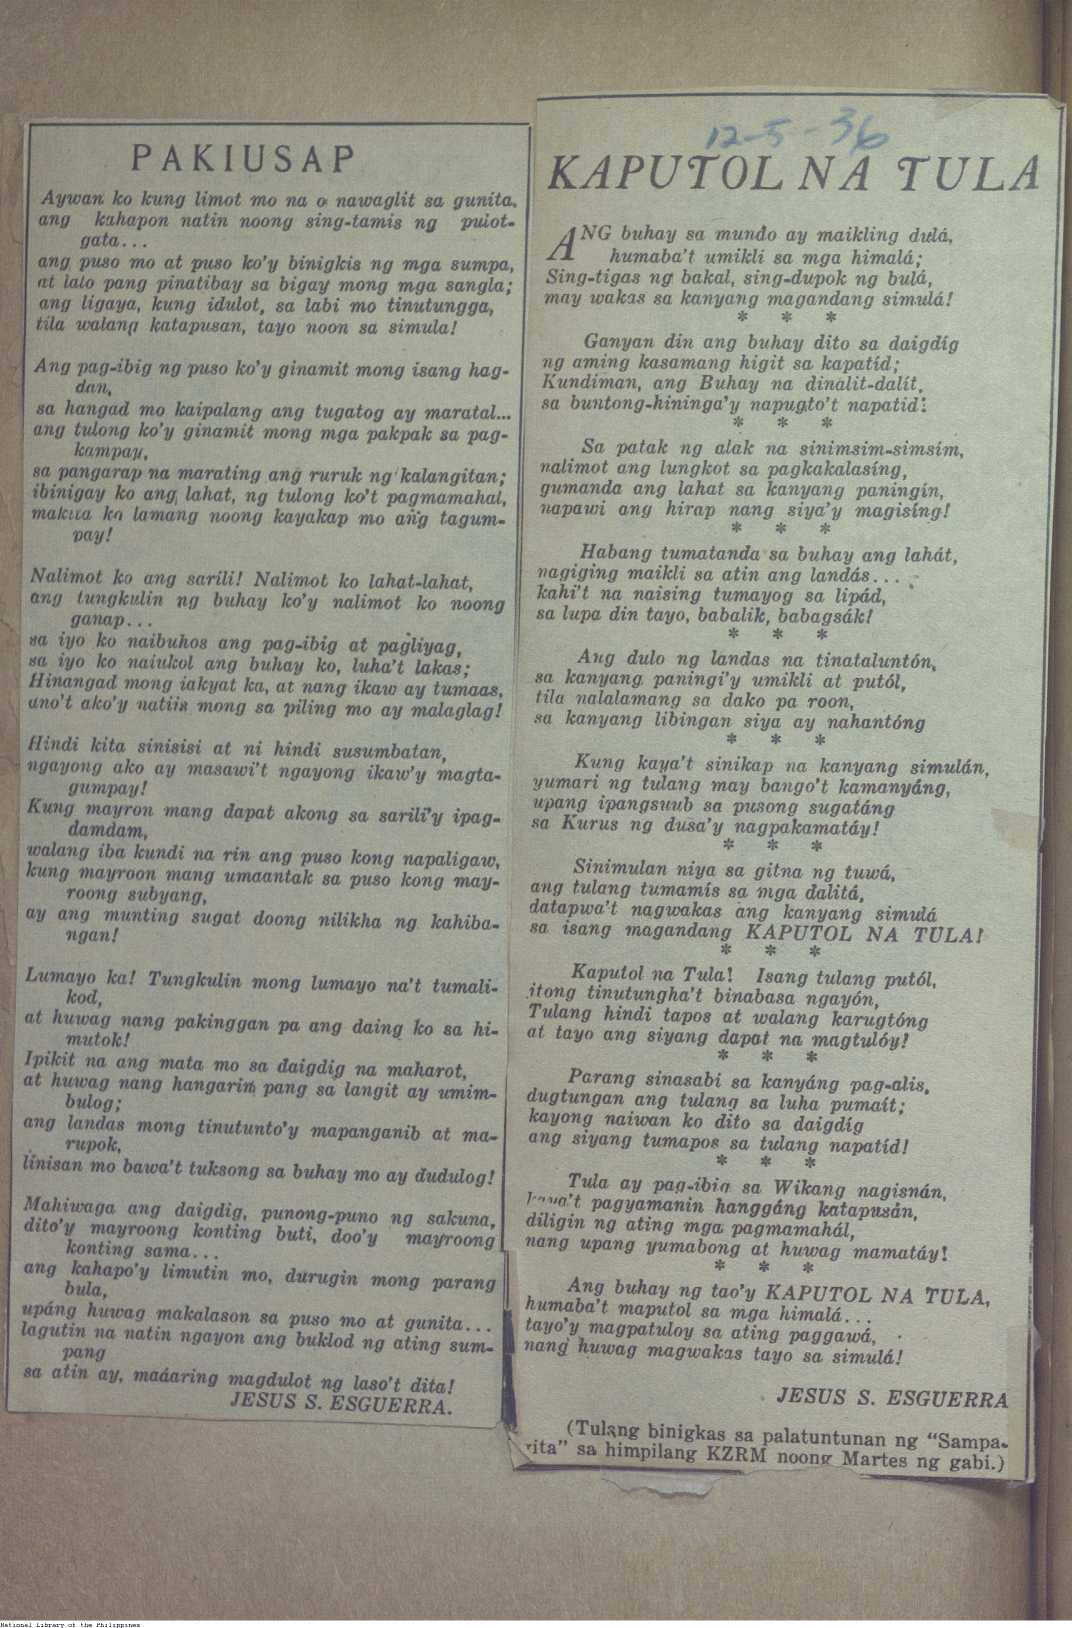 PAKIUSAP
Aywan ko kung limot mo na o nawaglit sa gunita,
ang kahapon natin noong sing-tamis ng pulot-
gata...
ang puso mo at puso ko'y binigkis ng mga sumpa,
at lalo pang pinatibay sa bigay mong mga sangla;
ang ligaya, kung idulot, sa labi mo tinutungga,
tila walang katapusan, tayo noon sa simula!
Ang pag-ibig ng puso ko'y ginamit mong isang hag-
dan,
sa hangad mo kaipalang ang tugatog ay maratal...
ang tulong ko'y ginamit mong mga pakpak sa pag-
kampay,
sa pangarap na marating ang ruruk ng kalangitan;
ibinigay ko ang lahat, ng tulong ko't pagmamahal,
makita ko lamang noong kayakap mo ang tagum-
pay!
Nalimot ko ang sarili! Nalimot ko lahat-lahat,
ang tungkulin ng buhay ko'y nalimot ko noong
ganap...
sa iyo ko naibuhos ang pag-ibig at pagliyag,
sa iyo ko naiukol ang buhay ko, luha't lakas;
Hinangad mong iakyat ka, at nang ikaw ay tumaas,
ano't ako'y natiis mong sa piling mo ay malaglag!
Hindi kita sinisisi at ni hindi susumbatan,
ngayong ako ay masawi't ngayong ikaw'y magta-
gumpay!
Kung mayron mang dapat akong sa sarili'y ipag-
damdam,
walang iba kundi na rin ang puso kong napaligaw,
kung mayroon mang umaantak sa puso kong may-
roong subyang,
ay ang munting sugat doong nilikha ng kahiba-
ngan!
Lumayo ka! Tungkulin mong lumayo na't tumali-
kod,
at huwag nang pakinggan pa ang daing ko sa hi-
mutok!
Ipikit na ang mata mo sa daigdig na maharot,
at huwag nang hangarin pang sa langit ay umim-
bulog;
ang landas mong tinutunto'y mapanganib at ma-
rupok,
linisan mo bawa't tuksong sa buhay mo ay dudulog!
Mahiwaga ang daigdig, punong-puno ng sakuna,
dito'y mayroong konting buti, doo'y mayroong
konting sama...
ang kahapo'y limutin mo, durugin mong parang
bula,
upáng huwag makalason sa puso mo at gunita...
lagutin na natin ngayon ang buklod ng ating sum-
pang
sa atin ay, maáaring magdulot ng laso't dita!
JESUS S. ESGUERRA.
12-5-36
KAPUTOL NA TULA
ANG buhay sa mundo ay maikling dulá,
humaba't umikli sa mga himalá;
Sing-tigas ng bakal, sing-dupok ng bulá,
may wakas sa kanyang magandang simulá!
* * *
Ganyan din ang buhay dito sa daigdíg
ng aming kasamang higit sa kapatíd;
Kundiman, ang Buhay na dinalit-dalít,
sa buntong-hininga'y napugto't napatid!
* * *
Sa patak ng alak na sinimsim-simsím,
nalimot ang lungkot sa pagkakalasíng,
gumanda ang lahat sa kanyang paningín,
napawi ang hirap nang siya'y magisíng!
* * *
Habang tumatanda sa buhay ang lahát,
nagiging maikli sa atin ang landás...
kahi't na naising tumayog sa lipád,
sa lupa din tayo, babalik, babagsák!
* * *
Ang dulo ng landas na tinataluntón,
sa kanyang paningi'y umikli at putól,
tila nalalamang sa dako pa roon,
sa kanyang libingan siya ay nahantóng
* * *
Kung kaya't sinikap na kanyang simulán,
yumari ng tulang may bango't kamanyáng,
upang ipangsuub sa pusong sugatáng
sa Kurus ng dusa'y nagpakamatáy!
* * *
Sinimulan niya sa gitna ng tuwá,
ang tulang tumamís sa mga dalitá,
datapwa't nagwakas ang kanyang simulá
sa isang magandang KAPUTOL NA TULA!
* * *
Kaputol na Tula! Isang tulang putól,
itong tinutungha't binabasa ngayón,
Tulang hindi tapos at walang karugtóng
at tayo ang siyang dapat na magtulóy!
* * *
Parang sinasabi sa kanyáng pag-alis,
dugtungan ang tulang sa luha pumait;
kayong naiwan ko dito sa daigdíg
ang siyang tumapos sa tulang napatíd!
* * *
Tula ay pag-ibig sa Wikang nagisnán,
kaya't pagyamanin hanggáng katapusán,
diligin ng ating mga pagmamahál,
nang upang yumabong at huwag mamatáy!
* * *
Ang buhay ng tao'y KAPUTOL NA TULA,
humaba't maputol sa mga himalá...
tayo'y magpatuloy sa ating paggawá,
nang huwag magwakas tayo sa simulá!
JESUS S. ESGUERRA
(Tulang binigkas sa palatuntunan ng "Sampa-
rita" sa himpilang KZRM noong Martes ng gabi.)
National Library of the Philippines